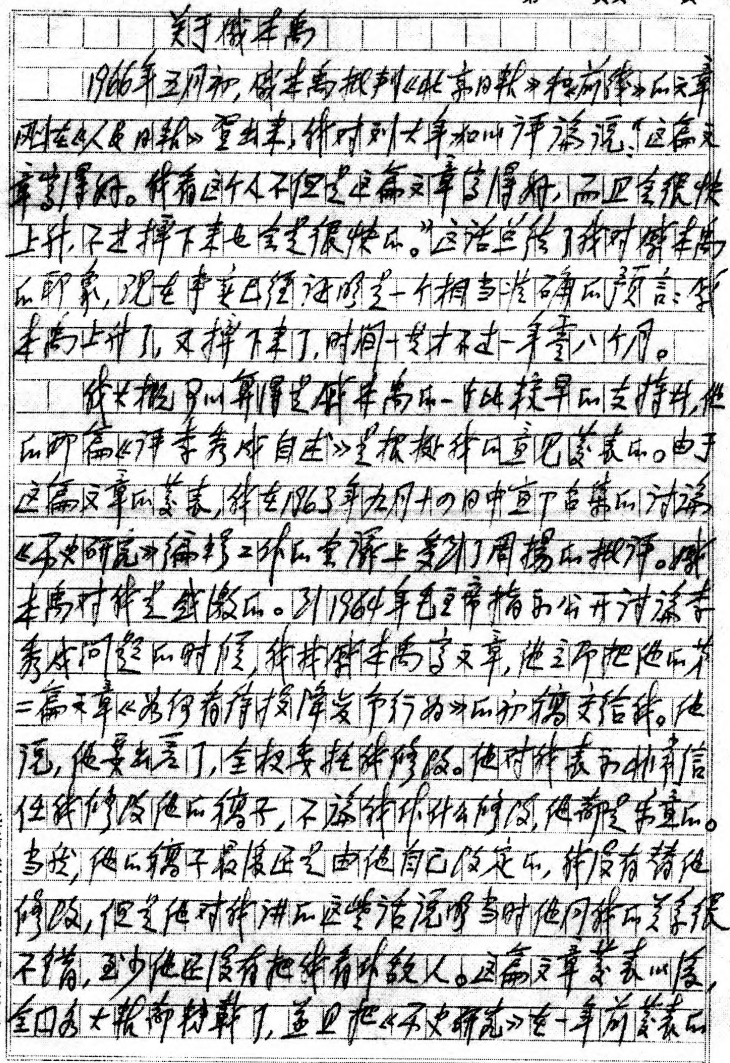 关于戚本禹
1966年五月初,戚本禹批判《北京日报》和《前线》的文章
刚在《人民日报》登出来,我对刘大年和以评论说:“这篇文
章写得好。我看这个人不但是这篇文章写得好,而且会很快
上升,不过摔下来也会是很快的。”这话总结了我对戚本禹
的印象,现在事实已经证明是一个相当准确的预言:戚
本禹上升了,又摔下来了,时间一共才不过一年零八个月。
我大概可以算得是戚本禹的一个比较早的支持者,他
的那篇《评李秀成自述》是根据我的意见发表的。由于
这篇文章的发表,我在1963年九月十四日中宣部召集的讨论
《历史研究》编辑工作的会议上受到了周扬的批评。戚
本禹对我是感激的。到1964年毛主席指示公开讨论李
秀成问题的时候,我找戚本禹写文章,他立即把他的第
二篇文章《如何看待投降变节行为》的初稿交给我。他
说,他要出差了,全权委托我修改。他对我表示非常信
任我修改他的稿子,不论我作什么修改,他都是乐意的。
当然,他的稿子最后还是由他自己改定的,我没有替他
修改,但是他对我讲的这些话说明当时他同我的关系很
不错,至少他还没有把我看作敌人。这篇文章发表以后,
全国各大报都转载了,并且把《历史研究》在一年前发表的